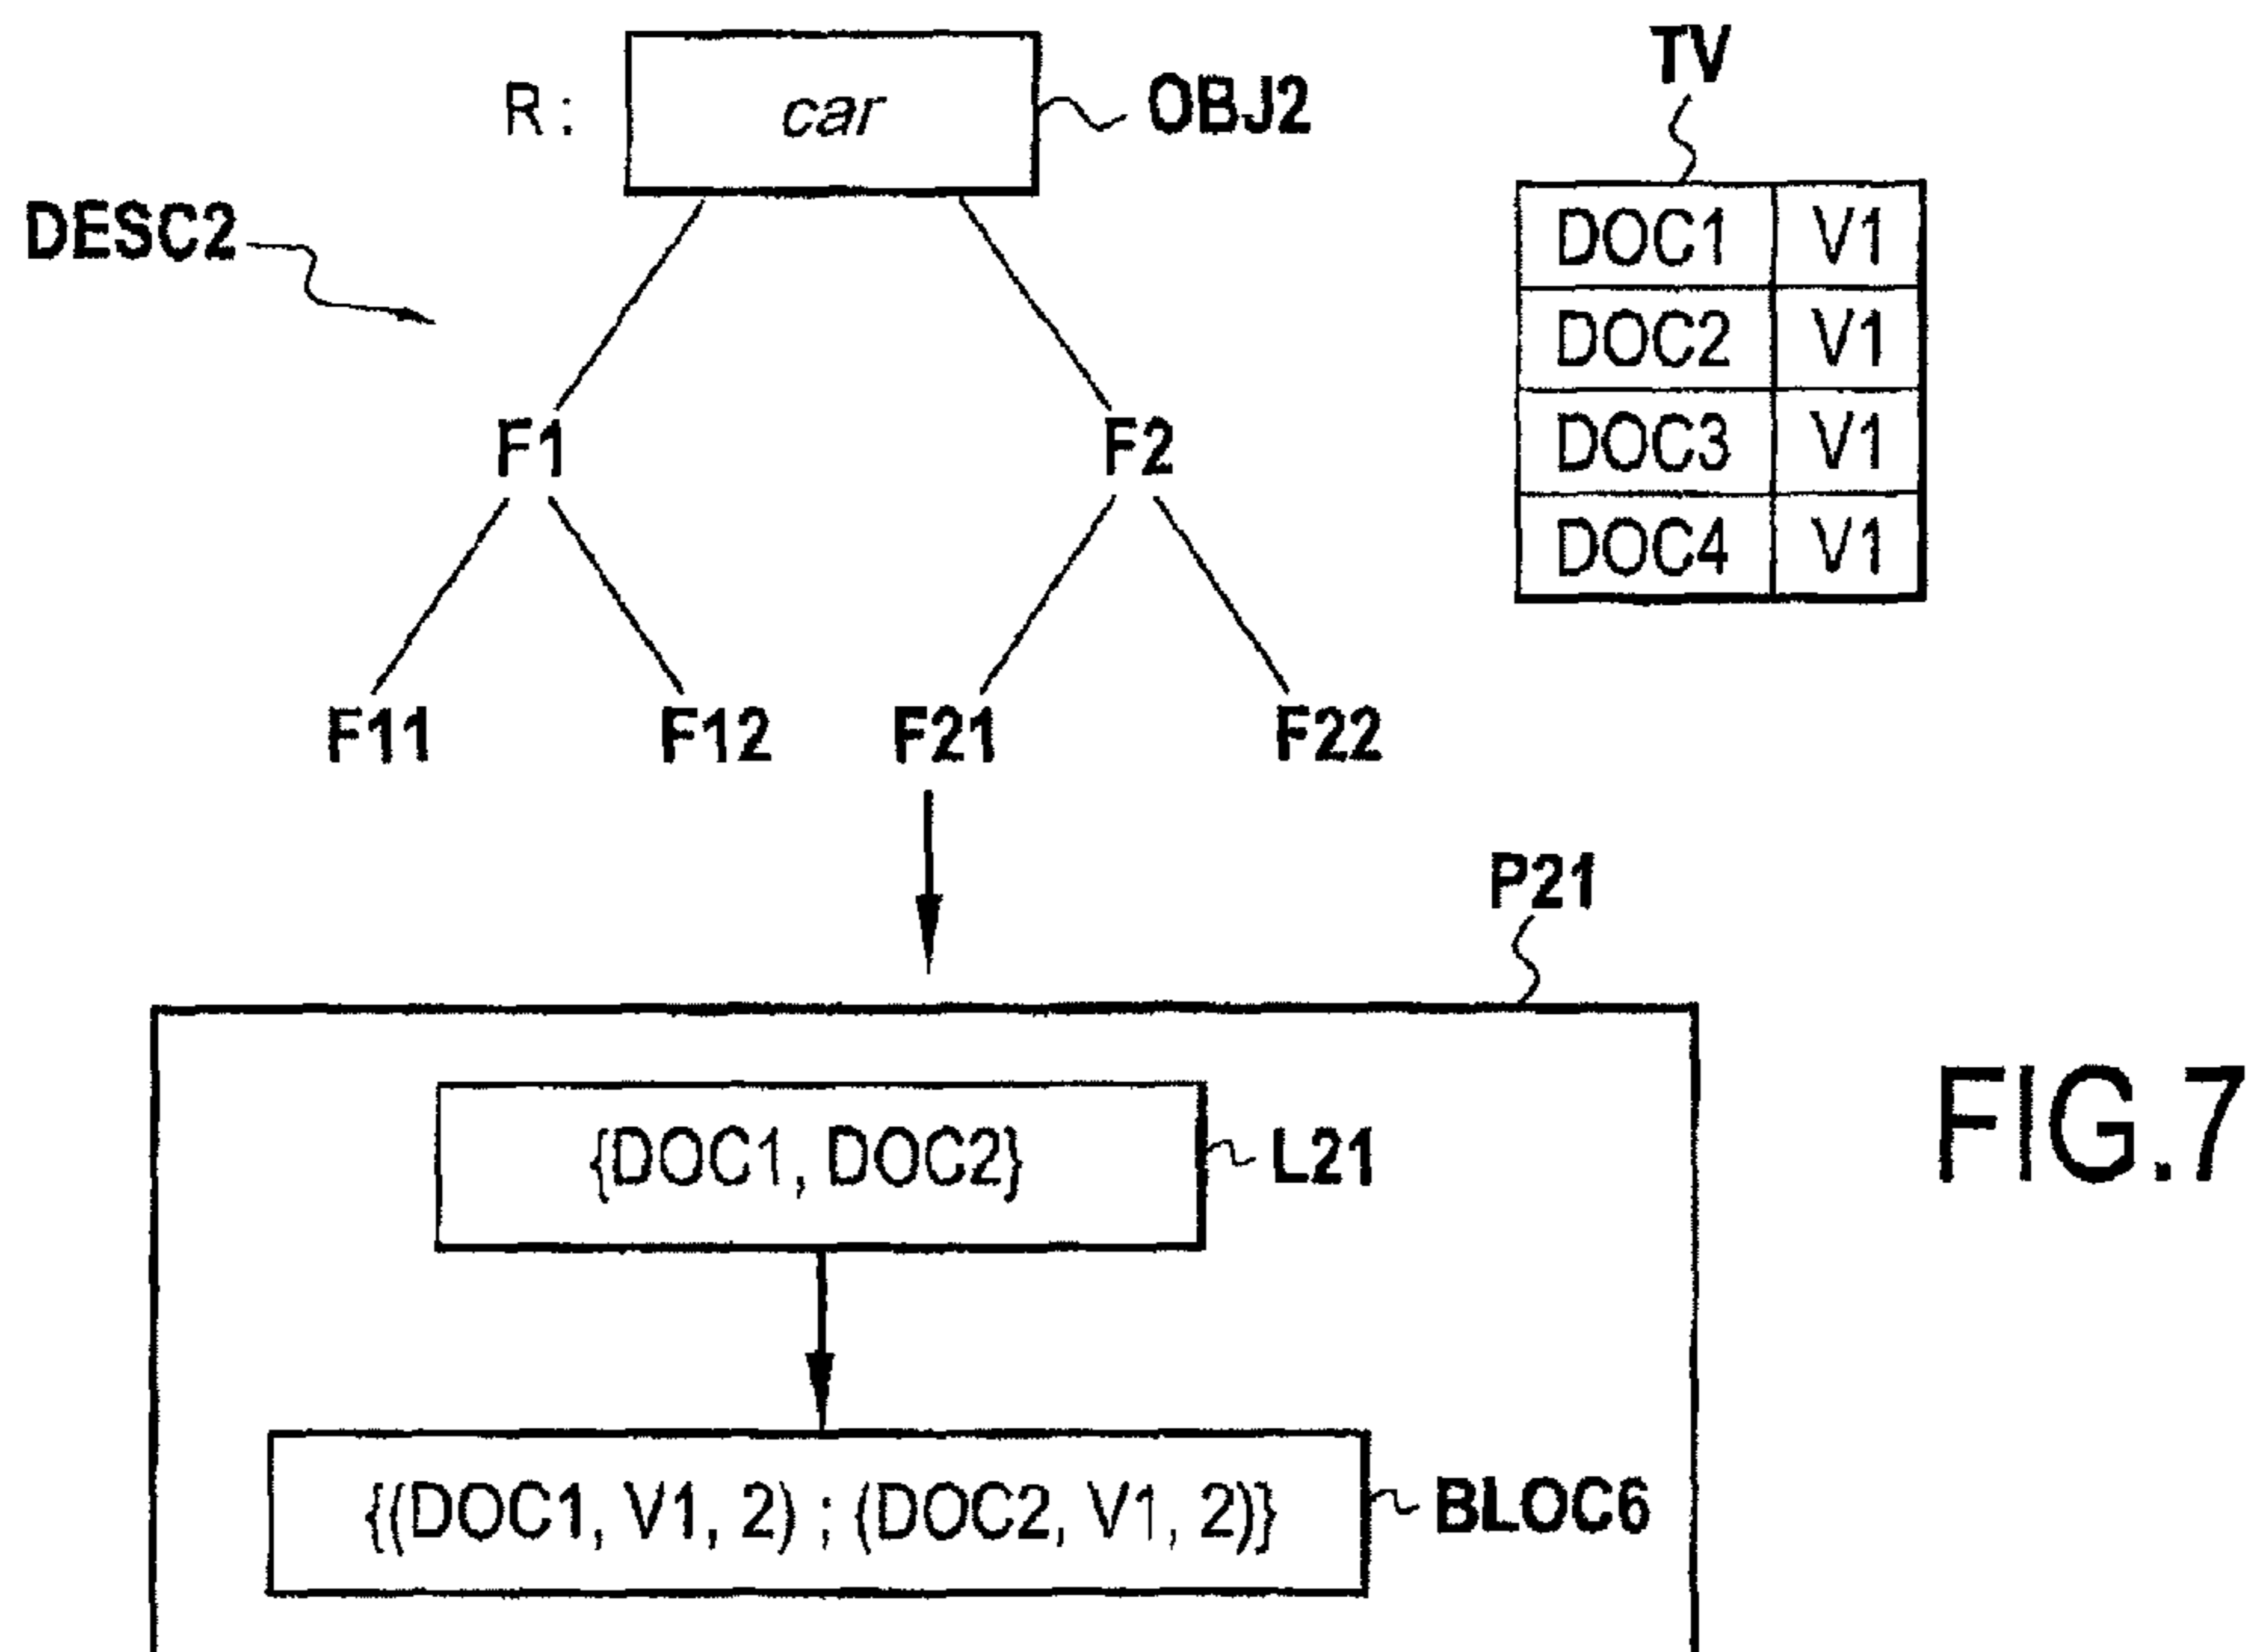 R : car OBJ2
TV
DESC2
DOC1 V1
DOC2 V1
DOC3 V1
DOC4 V1
F1 F2
F11 F12 F21 F22
P21
{DOC1, DOC2} L21
FIG.7
{(DOC1, V1, 2) ; (DOC2, V1, 2)} BLOC6